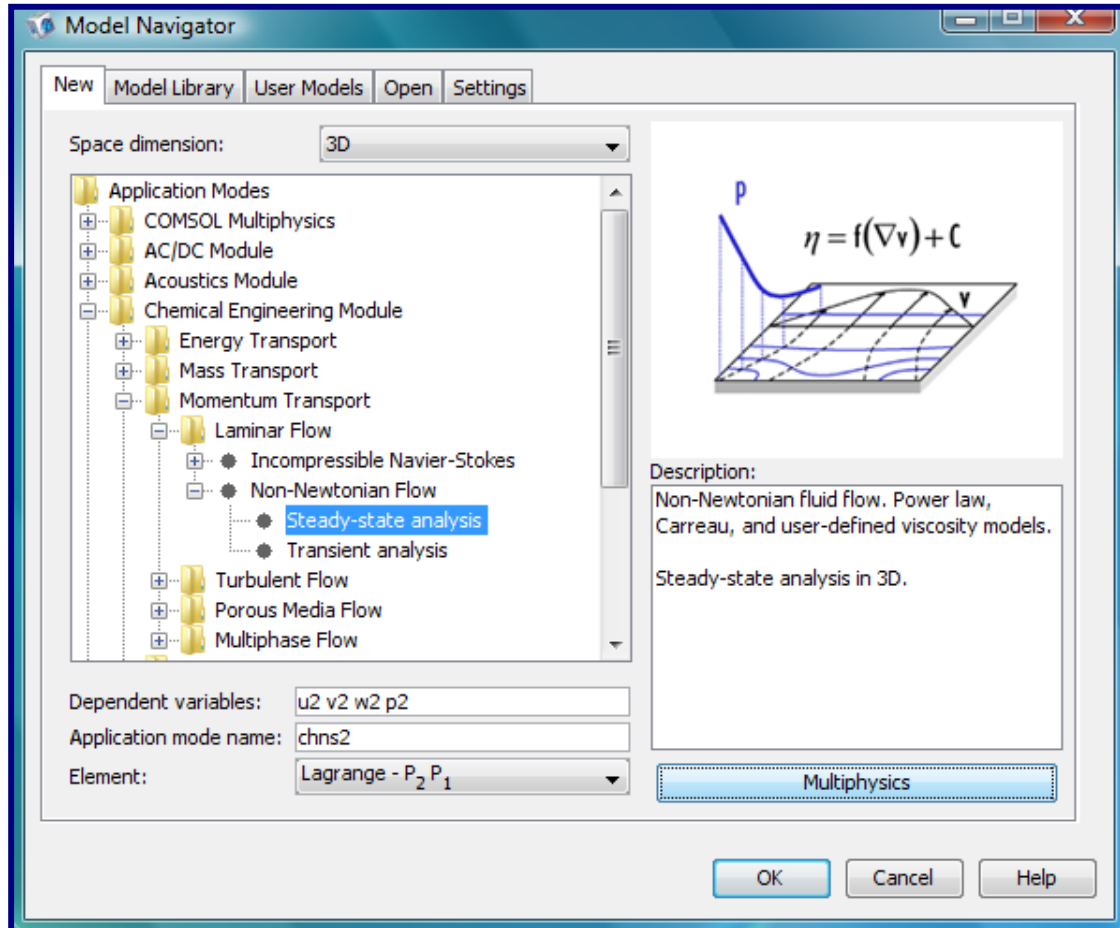 Model Navigator
New Model Library User Models Open Settings
Space dimension: 3D
Application Modes
COMSOL Multiphysics
AC/DC Module
Acoustics Module
Chemical Engineering Module
Energy Transport
Mass Transport
Momentum Transport
Laminar Flow
Incompressible Navier-Stokes
Non-Newtonian Flow
Steady-state analysis
Transient analysis
Turbulent Flow
Porous Media Flow
Multiphase Flow
Dependent variables: u2 v2 w2 p2
Application mode name: chns2
Element: Lagrange - P₂ P₁
p
η = f(∇v) + C
v
Description:
Non-Newtonian fluid flow. Power law,
Carreau, and user-defined viscosity models.
Steady-state analysis in 3D.
Multiphysics
OK Cancel Help